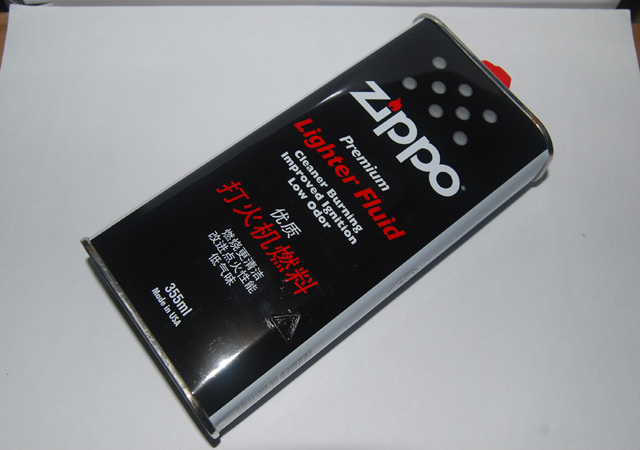 Zippo
Premium
Lighter Fluid
Cleaner Burning
Improved Ignition
Low Odor
优质
打火机燃料
燃烧更清洁
改进点火性能
低气味
355ml
Made in USA